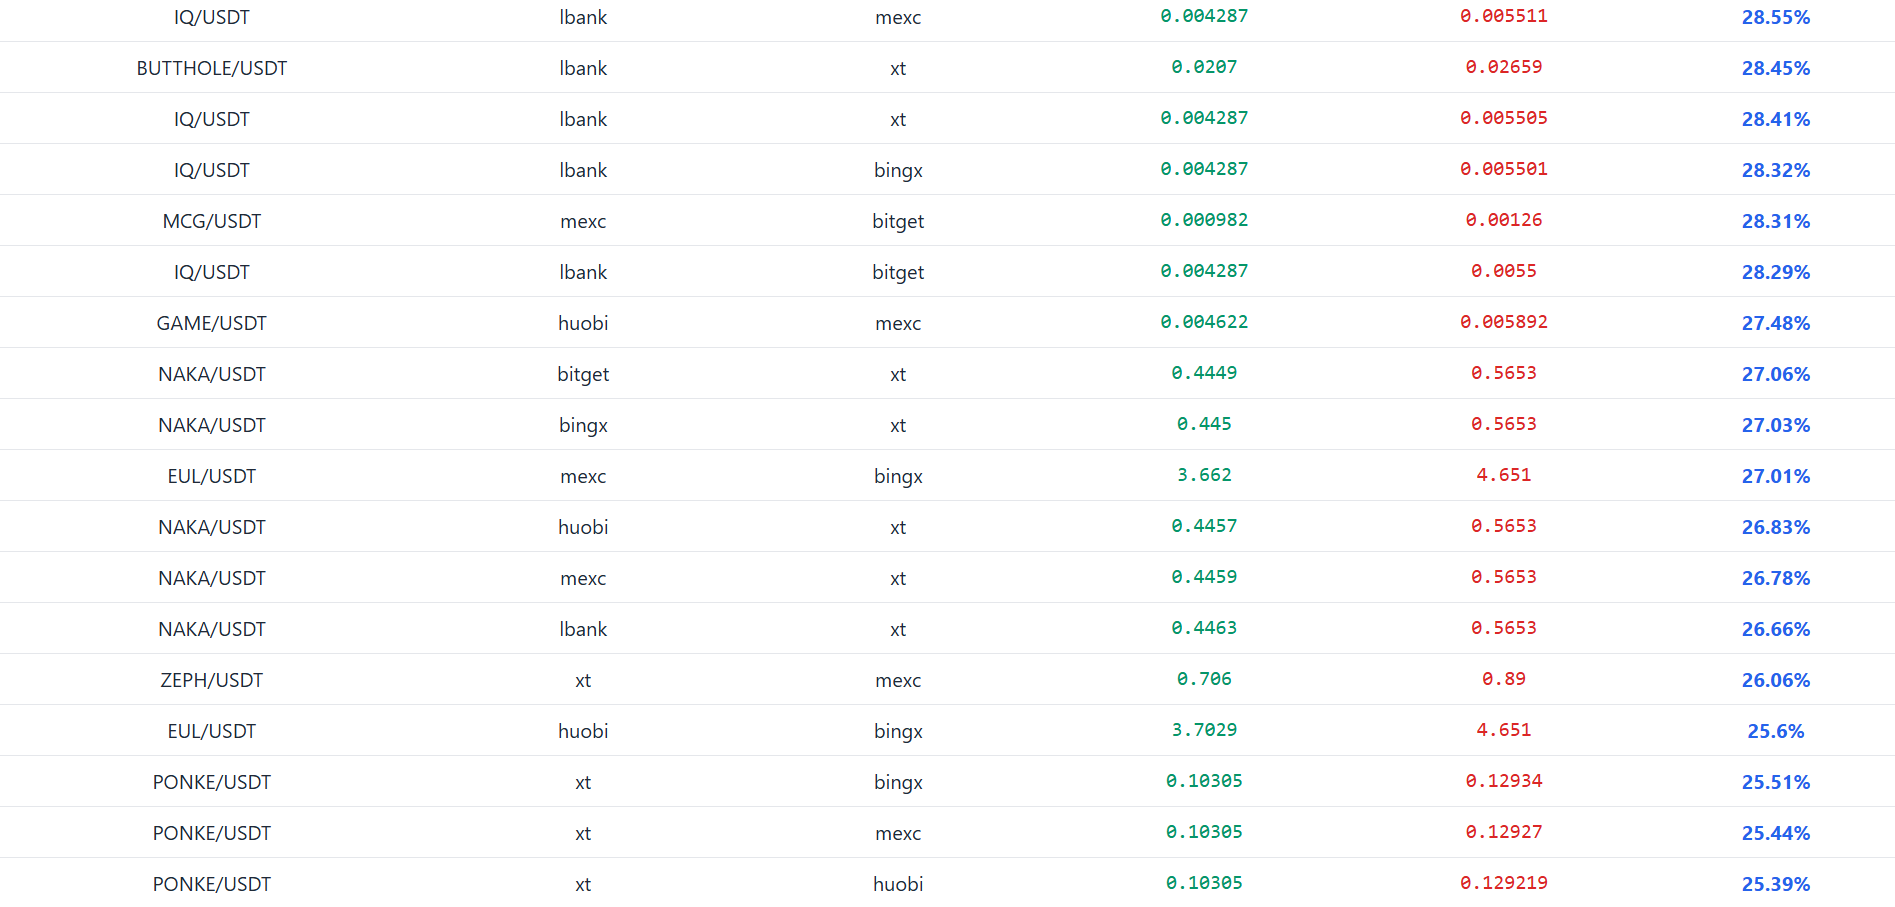 IQ/USDT lbank mexc 0.004287 0.005511 28.55%
BUTTHOLE/USDT lbank xt 0.0207 0.02659 28.45%
IQ/USDT lbank xt 0.004287 0.005505 28.41%
IQ/USDT lbank bingx 0.004287 0.005501 28.32%
MCG/USDT mexc bitget 0.000982 0.00126 28.31%
IQ/USDT lbank bitget 0.004287 0.0055 28.29%
GAME/USDT huobi mexc 0.004622 0.005892 27.48%
NAKA/USDT bitget xt 0.4449 0.5653 27.06%
NAKA/USDT bingx xt 0.445 0.5653 27.03%
EUL/USDT mexc bingx 3.662 4.651 27.01%
NAKA/USDT huobi xt 0.4457 0.5653 26.83%
NAKA/USDT mexc xt 0.4459 0.5653 26.78%
NAKA/USDT lbank xt 0.4463 0.5653 26.66%
ZEPH/USDT xt mexc 0.706 0.89 26.06%
EUL/USDT huobi bingx 3.7029 4.651 25.6%
PONKE/USDT xt bingx 0.10305 0.12934 25.51%
PONKE/USDT xt mexc 0.10305 0.12927 25.44%
PONKE/USDT xt huobi 0.10305 0.129219 25.39%